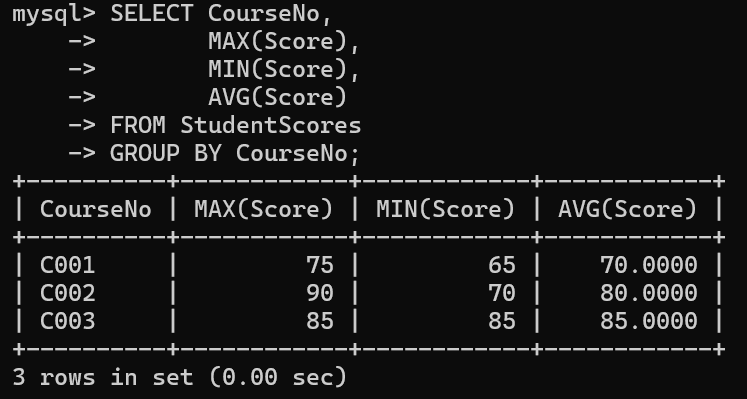 mysql> SELECT CourseNo,
    ->        MAX(Score),
    ->        MIN(Score),
    ->        AVG(Score)
    -> FROM StudentScores
    -> GROUP BY CourseNo;
+----------+------------+------------+------------+
| CourseNo | MAX(Score) | MIN(Score) | AVG(Score) |
+----------+------------+------------+------------+
| C001     |         75 |         65 |    70.0000 |
| C002     |         90 |         70 |    80.0000 |
| C003     |         85 |         85 |    85.0000 |
+----------+------------+------------+------------+
3 rows in set (0.00 sec)